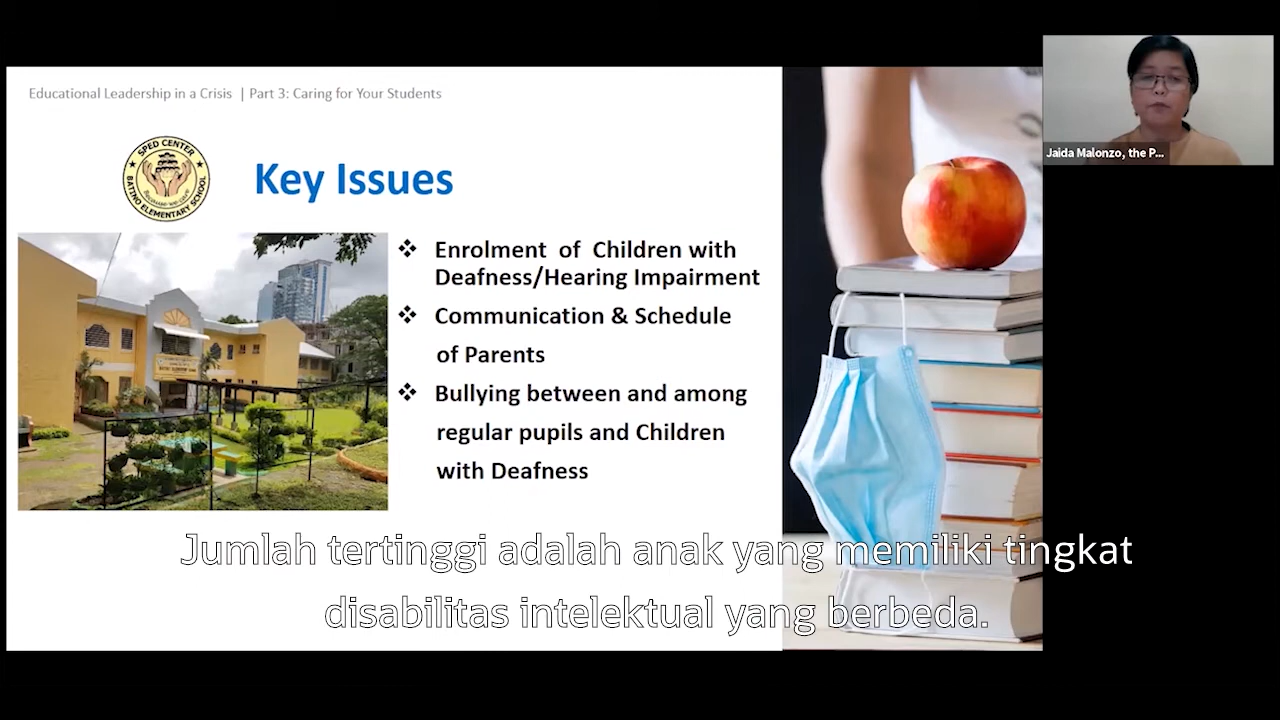 Educational Leadership in a Crisis | Part 3: Caring for Your Students
SPED CENTER
BATTINO ELEMENTARY SCHOOL
Key Issues
❖ Enrolment of Children with
Deafness/Hearing Impairment
❖ Communication & Schedule
of Parents
❖ Bullying between and among
regular pupils and Children
with Deafness
Jaida Malonzo, the P...
Jumlah tertinggi adalah anak yang memiliki tingkat
disabilitas intelektual yang berbeda.